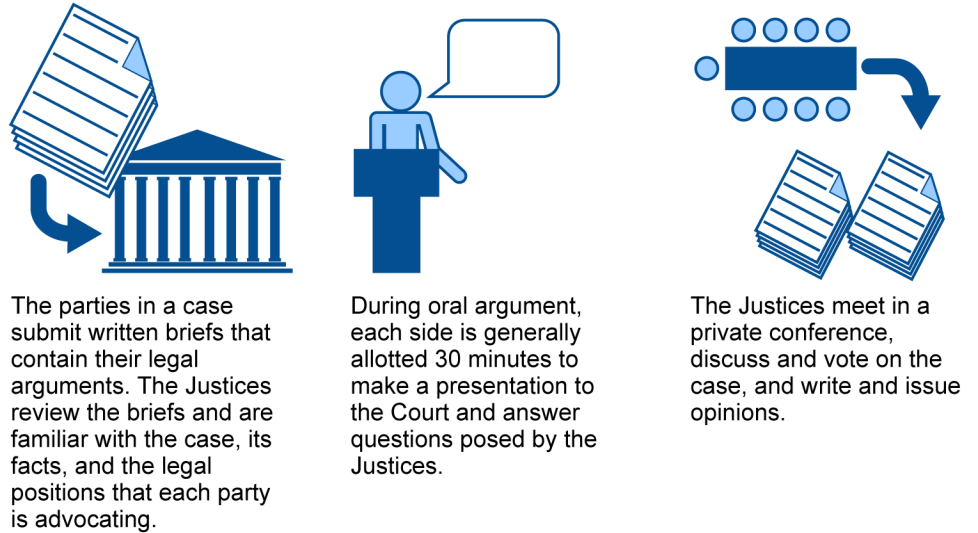 The parties in a case
submit written briefs that
contain their legal
arguments. The Justices
review the briefs and are
familiar with the case, its
facts, and the legal
positions that each party
is advocating.
During oral argument,
each side is generally
allotted 30 minutes to
make a presentation to
the Court and answer
questions posed by the
Justices.
The Justices meet in a
private conference,
discuss and vote on the
case, and write and issue
opinions.